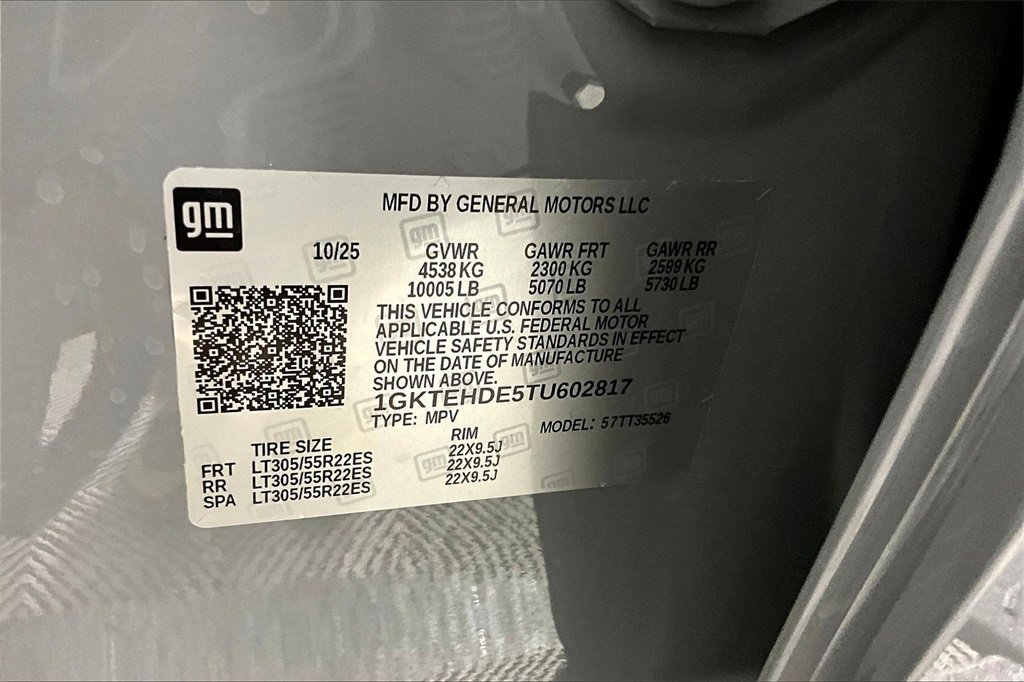 gm
MFD BY GENERAL MOTORS LLC
10/25 GVWR GAWR FRT GAWR RR
4538 KG 2300 KG 2599 KG
10005 LB 5070 LB 5730 LB
THIS VEHICLE CONFORMS TO ALL
APPLICABLE U.S. FEDERAL MOTOR
VEHICLE SAFETY STANDARDS IN EFFECT
ON THE DATE OF MANUFACTURE
SHOWN ABOVE.
1GKTEHDE5TU602817
TYPE: MPV MODEL: 57TT35526
TIRE SIZE RIM
FRT LT305/55R22ES 22X9.5J
RR LT305/55R22ES 22X9.5J
SPA LT305/55R22ES 22X9.5J